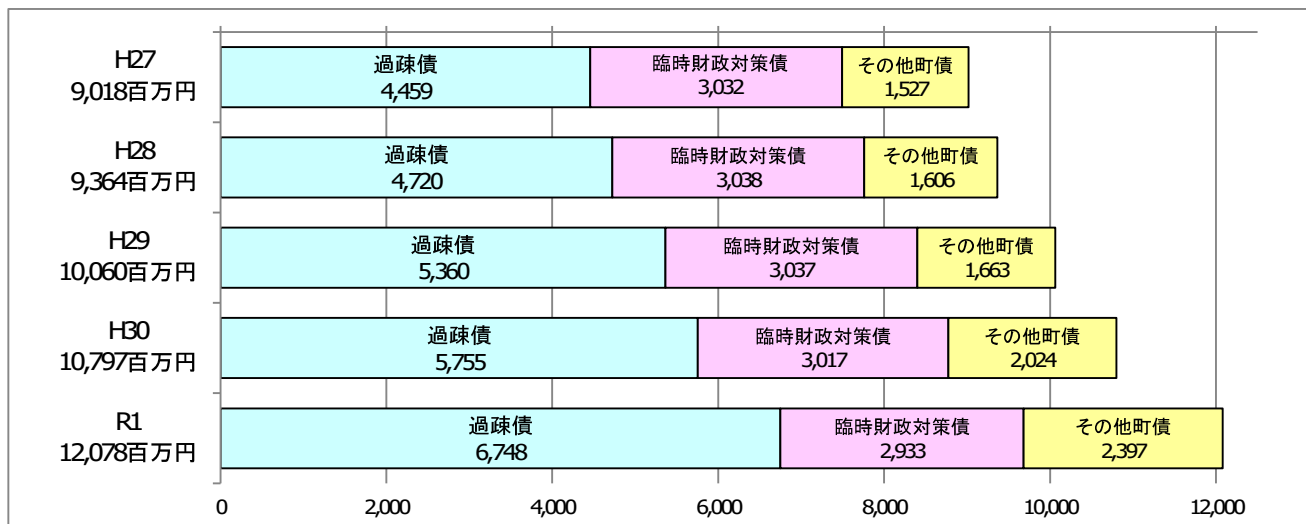 H27
9,018百万円
過疎債
4,459
臨時財政対策債
3,032
その他町債
1,527
H28
9,364百万円
過疎債
4,720
臨時財政対策債
3,038
その他町債
1,606
H29
10,060百万円
過疎債
5,360
臨時財政対策債
3,037
その他町債
1,663
H30
10,797百万円
過疎債
5,755
臨時財政対策債
3,017
その他町債
2,024
R1
12,078百万円
過疎債
6,748
臨時財政対策債
2,933
その他町債
2,397
0
2,000
4,000
6,000
8,000
10,000
12,000